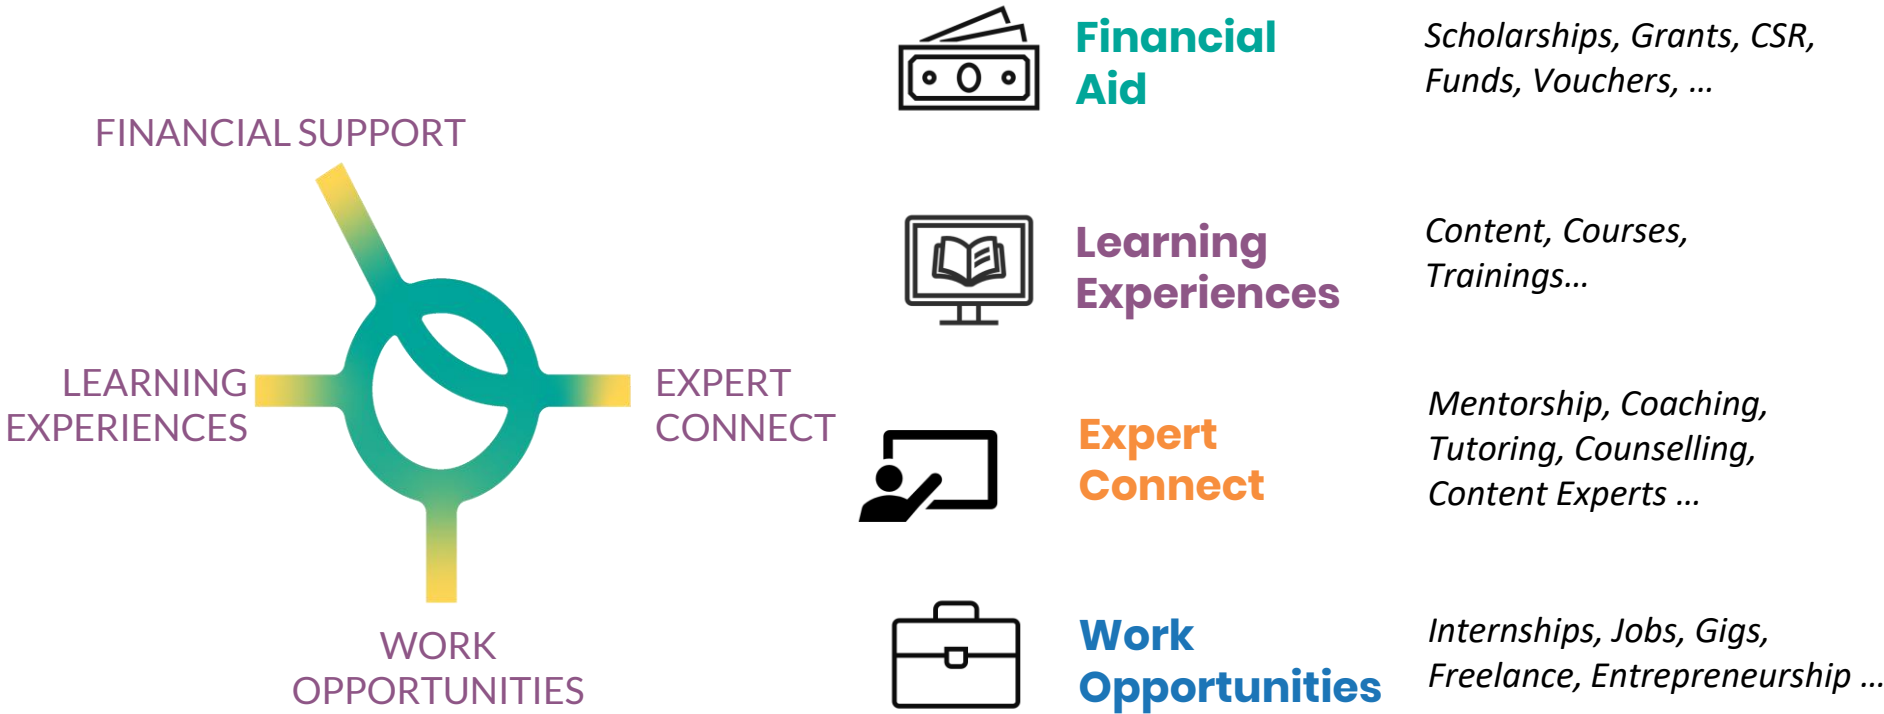 FINANCIAL SUPPORT
LEARNING
EXPERIENCES
EXPERT
CONNECT
WORK
OPPORTUNITIES
Financial
Aid
Scholarships, Grants, CSR,
Funds, Vouchers, ...
Learning
Experiences
Content, Courses,
Trainings...
Expert
Connect
Mentorship, Coaching,
Tutoring, Counselling,
Content Experts ...
Work
Opportunities
Internships, Jobs, Gigs,
Freelance, Entrepreneurship ...